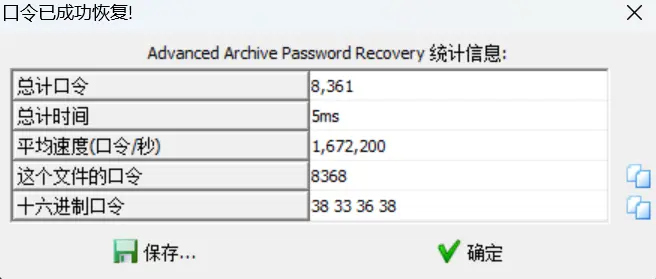 口令已成功恢复!
Advanced Archive Password Recovery 统计信息:
总计口令 8,361
总计时间 5ms
平均速度(口令/秒) 1,672,200
这个文件的口令 8368
十六进制口令 38 33 36 38
保存... 确定